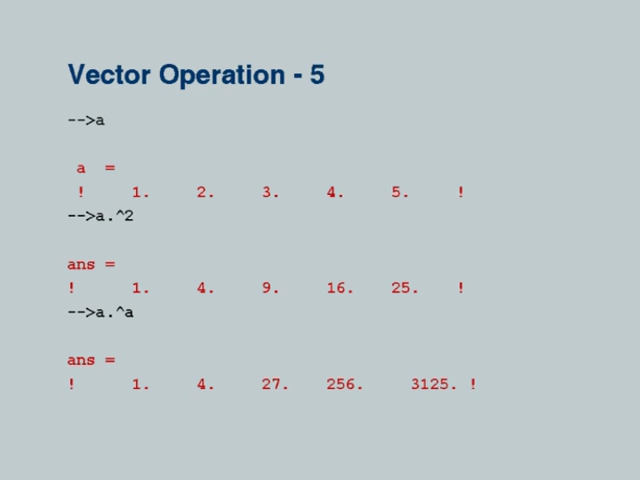 Vector Operation - 5
-->a
a =
! 1. 2. 3. 4. 5. !
-->a.^2
ans =
! 1. 4. 9. 16. 25. !
-->a.^a
ans =
! 1. 4. 27. 256. 3125. !